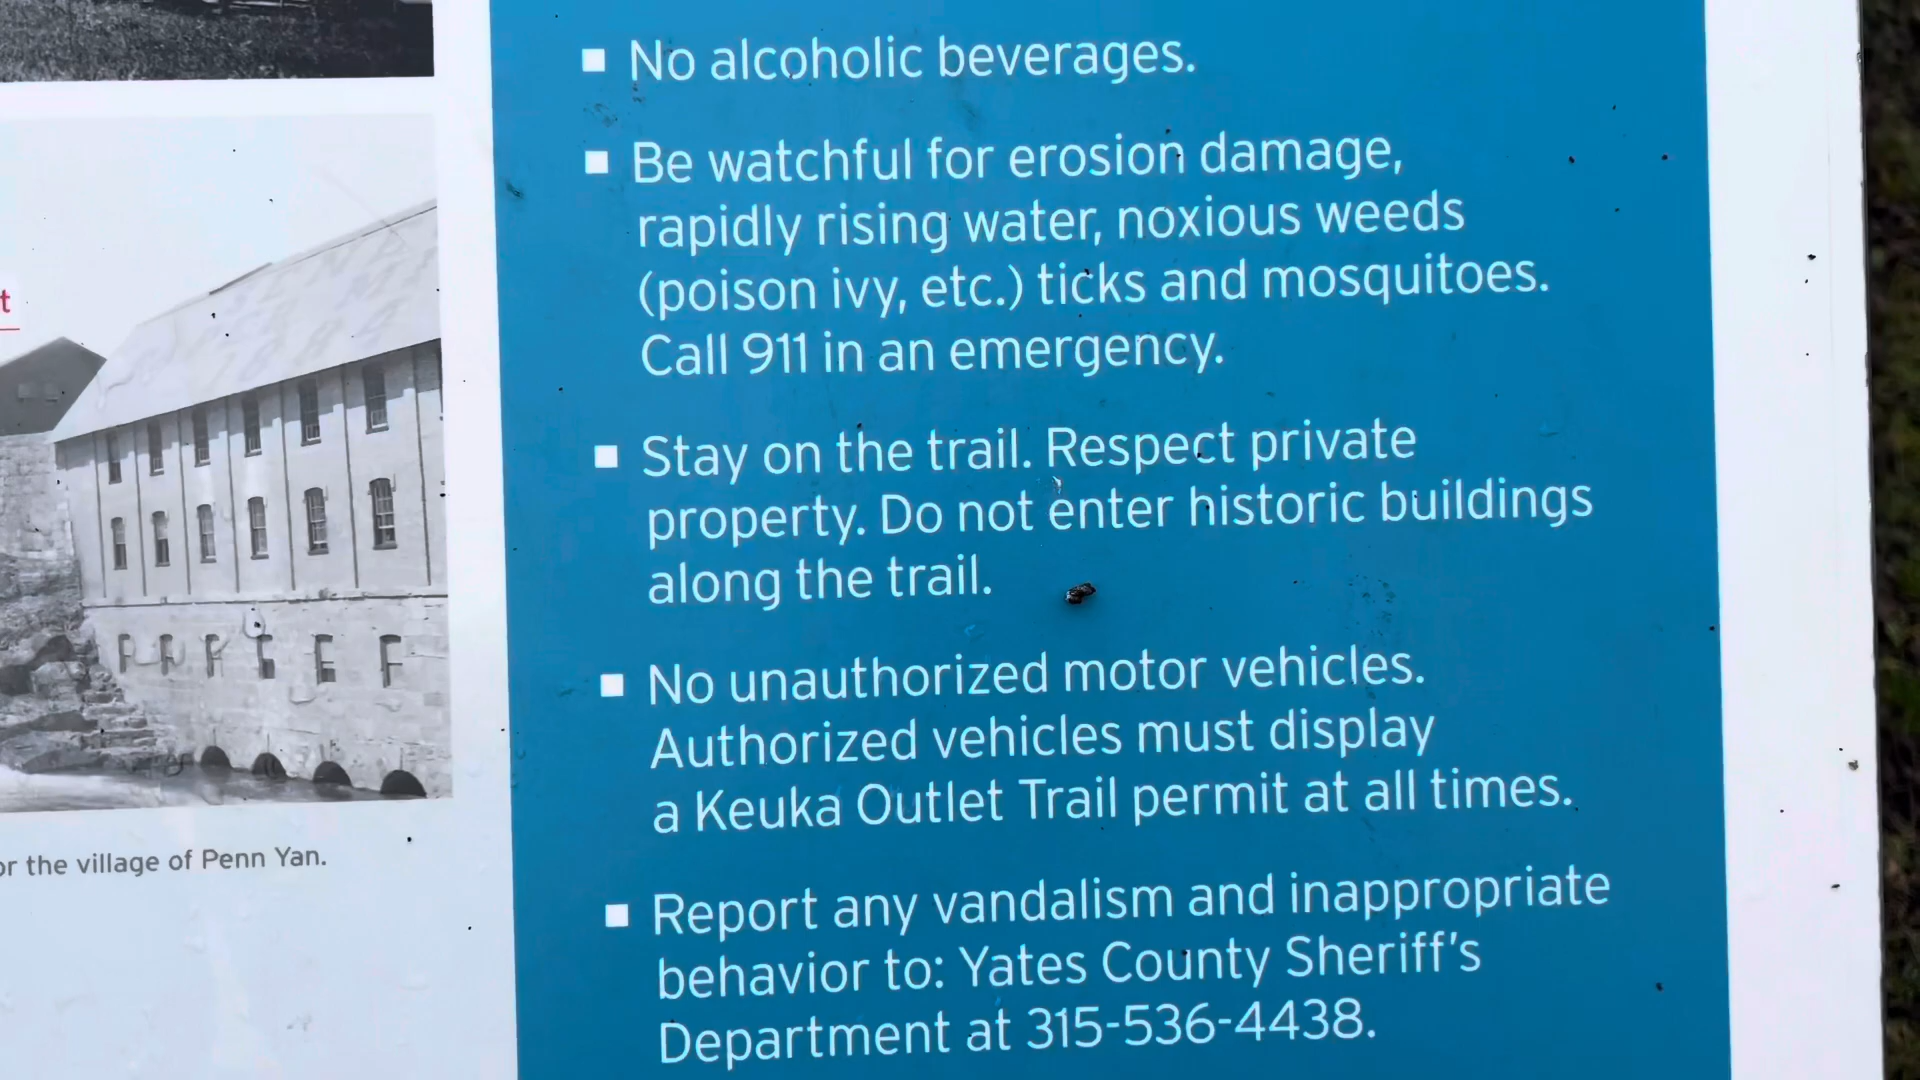 No alcoholic beverages.
Be watchful for erosion damage,
rapidly rising water, noxious weeds
(poison ivy, etc.) ticks and mosquitoes.
Call 911 in an emergency.
Stay on the trail. Respect private
property. Do not enter historic buildings
along the trail.
No unauthorized motor vehicles.
Authorized vehicles must display
a Keuka Outlet Trail permit at all times.
Report any vandalism and inappropriate
behavior to: Yates County Sheriff's
Department at 315-536-4438.
the village of Penn Yan.